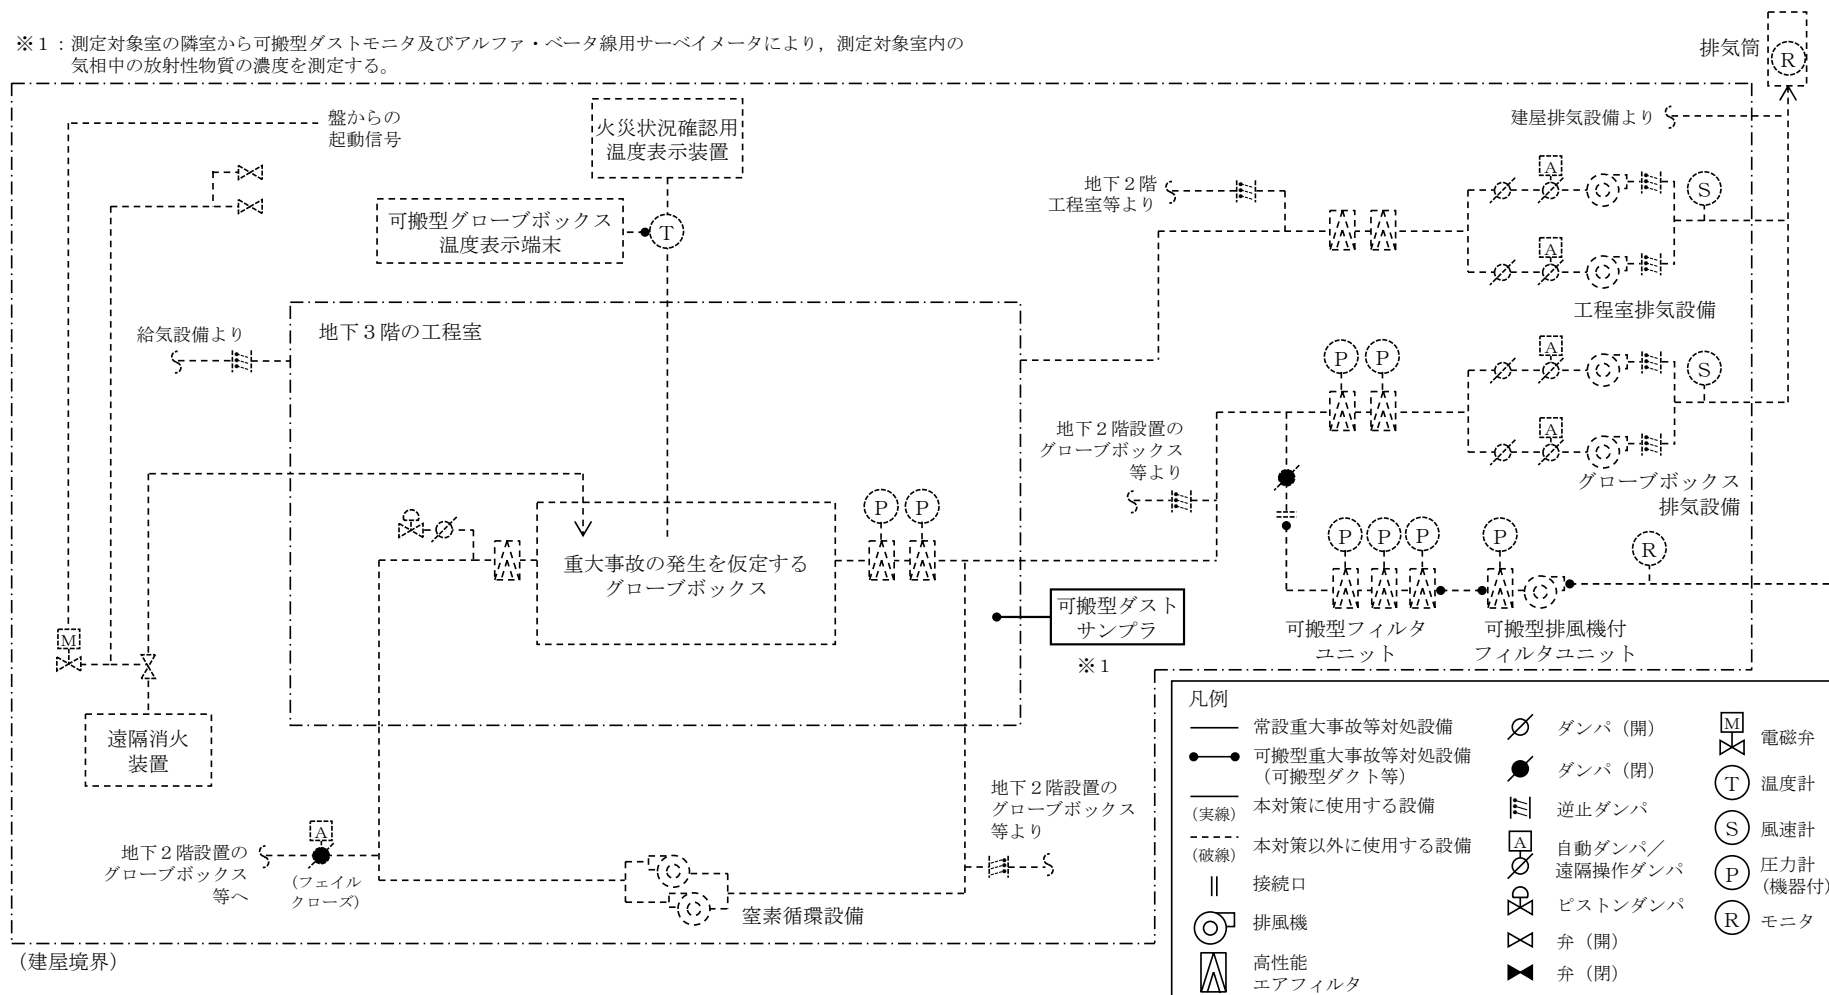 ※１：測定対象室の隣室から可搬型ダストモニタ及びアルファ・ベータ線用サーベイメータにより，測定対象室内の
気相中の放射性物質の濃度を測定する。
排気筒
R
盤からの
起動信号
火災状況確認用
温度表示装置
建屋排気設備より
可搬型グローブボックス
温度表示端末
T
地下２階
工程室等より
A
S
A
工程室排気設備
給気設備より
地下３階の工程室
P
P
A
S
A
地下２階設置の
グローブボックス
等より
グローブボックス
排気設備
P
P
重大事故の発生を仮定する
グローブボックス
P
P
P
P
R
可搬型ダスト
サンプラ
※１
可搬型フィルタ
ユニット
可搬型排風機付
フィルタユニット
M
遠隔消火
装置
地下２階設置の
グローブボックス
等へ
A
(フェイル
クローズ)
窒素循環設備
地下２階設置の
グローブボックス
等より
(建屋境界)
凡例
常設重大事故等対処設備
可搬型重大事故等対処設備
(可搬型ダクト等)
(実線)
本対策に使用する設備
(破線)
本対策以外に使用する設備
接続口
排風機
高性能
エアフィルタ
ダンパ（開）
ダンパ（閉）
逆止ダンパ
A
自動ダンパ／
遠隔操作ダンパ
ピストンダンパ
弁（開）
弁（閉）
M
電磁弁
T
温度計
S
風速計
P
圧力計
(機器付)
R
モニタ